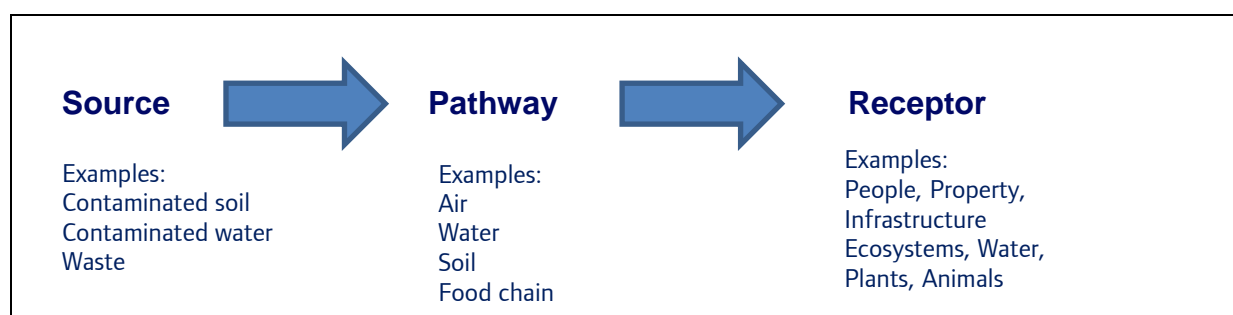 Source
Pathway
Receptor
Examples:
Contaminated soil
Contaminated water
Waste
Examples:
Air
Water
Soil
Food chain
Examples:
People, Property,
Infrastructure
Ecosystems, Water,
Plants, Animals